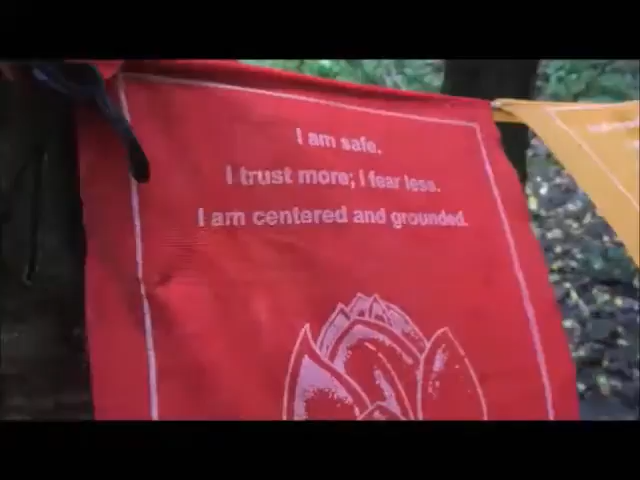 I am safe.
I trust more; I fear less.
I am centered and grounded.